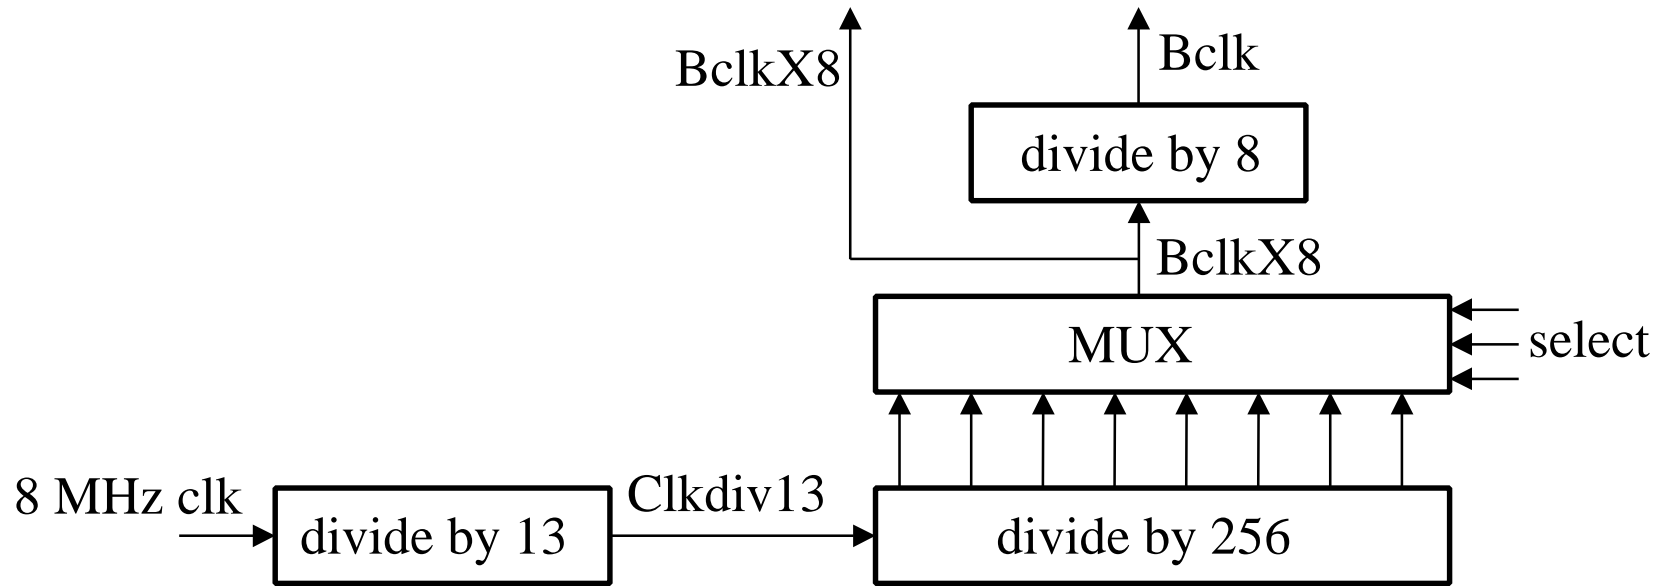 BclkX8
Bclk
divide by 8
BclkX8
MUX
select
8 MHz clk
divide by 13
Clkdiv13
divide by 256